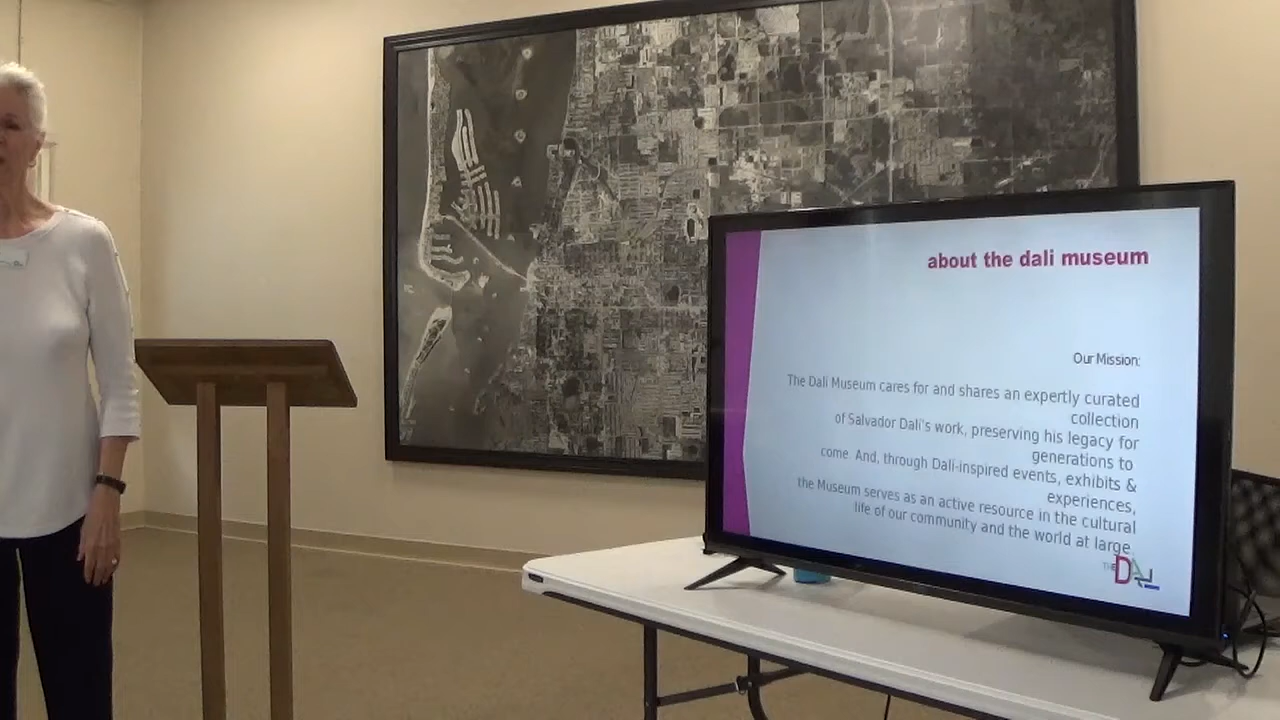 about the dali museum
Our Mission:
The Dali Museum cares for and shares an expertly curated
collection
of Salvador Dali's work, preserving his legacy for
generations to
come. And, through Dali-inspired events, exhibits &
experiences,
the Museum serves as an active resource in the cultural
life of our community and the world at large.
THE DALI